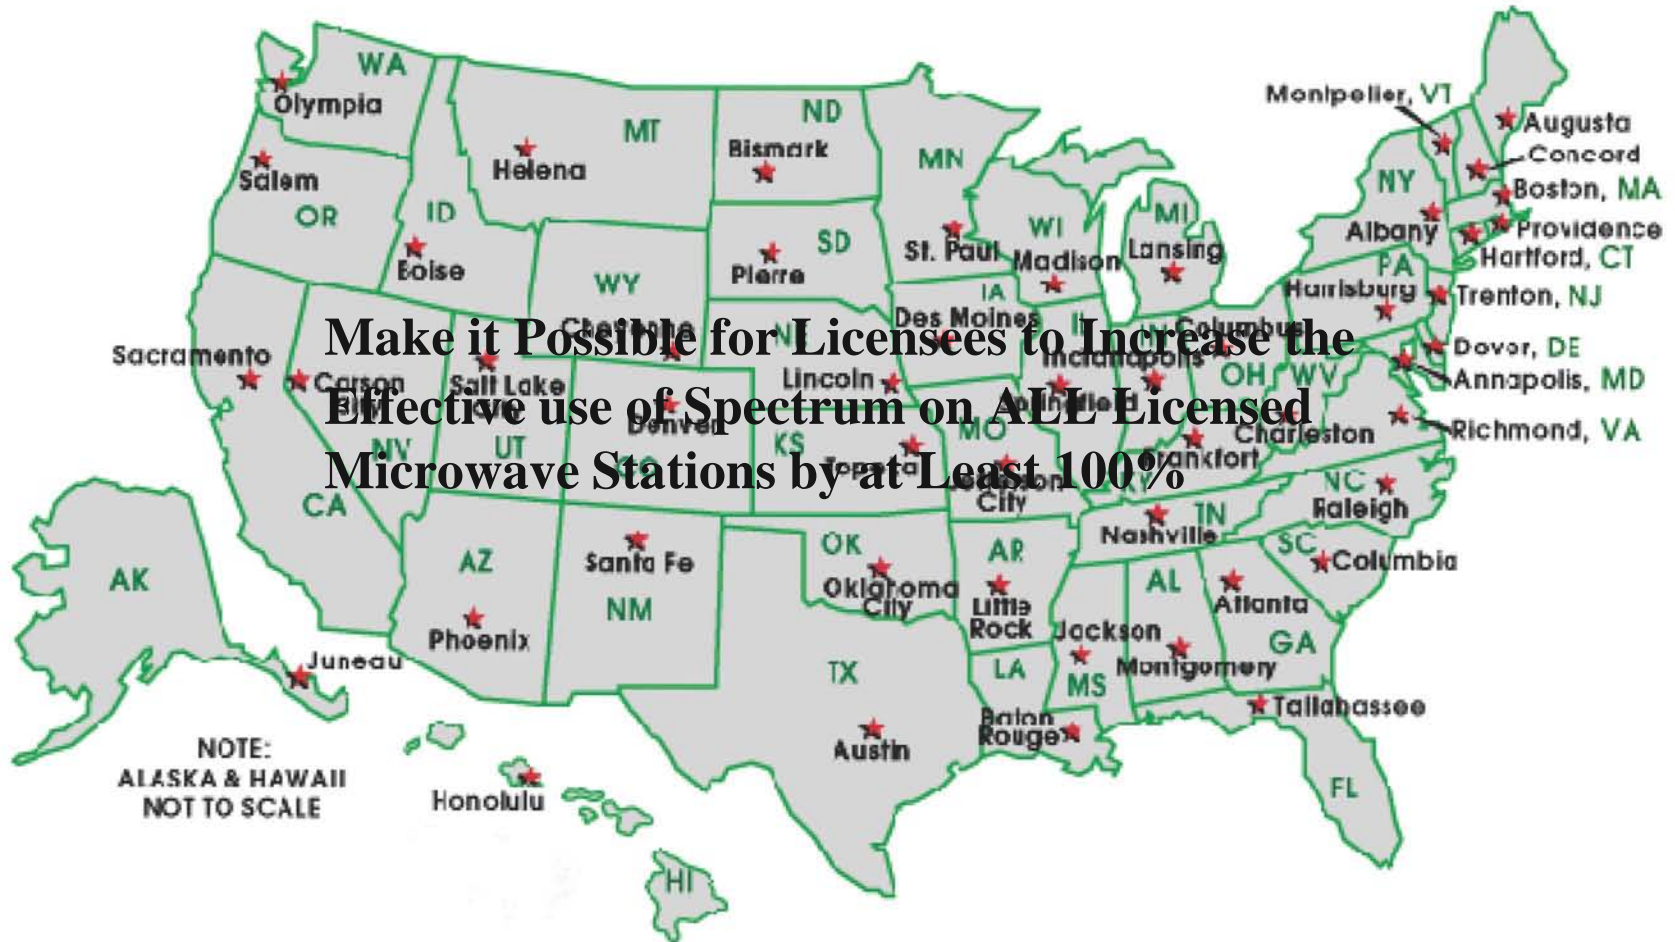 WA
Olympia
MT
Helena
ND
Bismark
MN
Montpelier, VT
Augusta
Concord
Boston, MA
Providence
Hartford, CT
NY
Albany
Salem
OR
ID
Boise
WY
SD
Pierre
St. Paul
WI
Madison
MI
Lansing
PA
Harrisburg
Trenton, NJ
IA
Des Moines
Cheyenne
NE
Columbus
Indianapolis
Make it Possible for Licensees to Increase the
Effective use of Spectrum on ALL Licensed
Microwave Stations by at Least 100%
Sacramento
Carson
Salt Lake
Lincoln
OH
WV
Dover, DE
Annapolis, MD
Richmond, VA
Denver
NV
UT
KS
MO
Charleston
Frankfort
KY
City
CA
NC
Raleigh
TN
Nashville
AK
AZ
Santa Fe
NM
Phoenix
OK
Oklahoma
City
AR
Little
Rock
SC
Columbia
AL
Atlanta
GA
Jackson
Montgomery
MS
LA
Juneau
TX
Austin
Baton
Rouge
Tallahassee
FL
NOTE:
ALASKA & HAWAII
NOT TO SCALE
Honolulu
HI